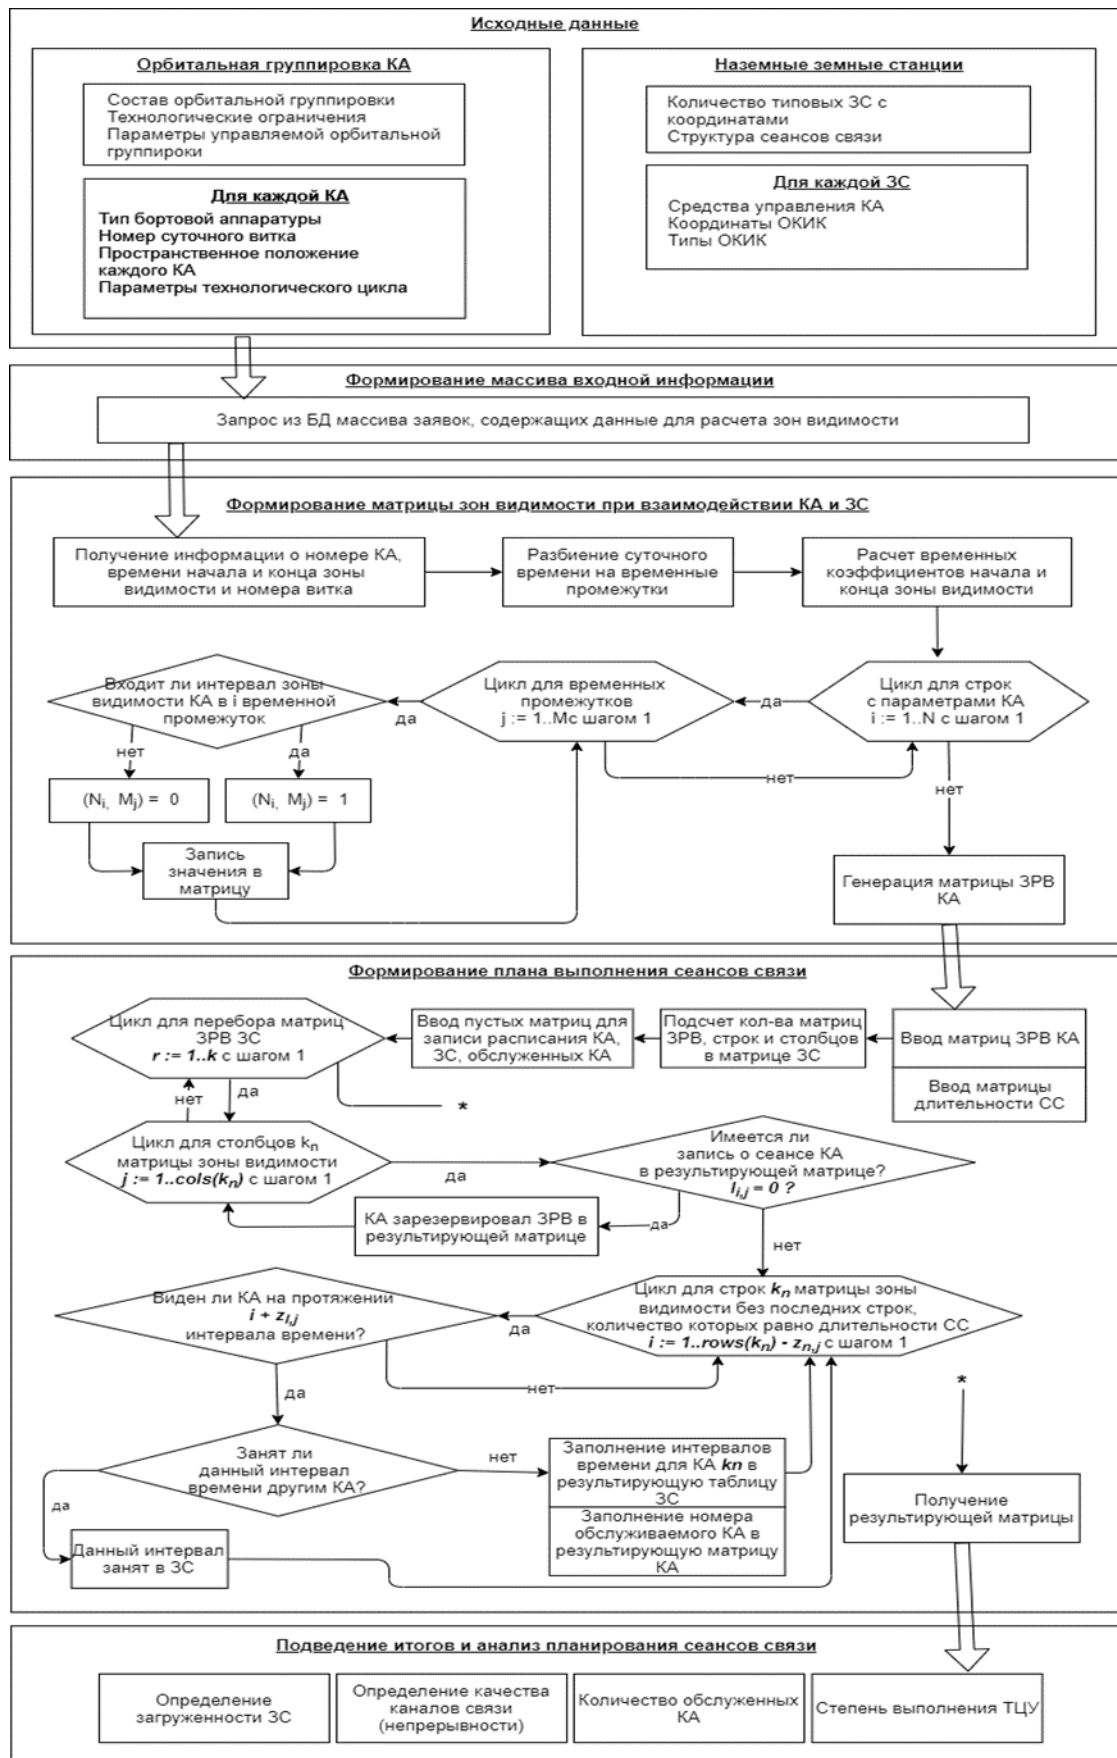 Исходные данные
Орбитальная группировка КА
Состав орбитальной группировки
Технологические ограничения
Параметры управляемой орбитальной
группироки
Для каждой КА
Тип бортовой аппаратуры
Номер суточного витка
Пространственное положение
каждого КА
Параметры технологического цикла
Наземные земные станции
Количество типовых ЗС с
координатами
Структура сеансов связи
Для каждой ЗС
Средства управления КА
Координаты ОКИК
Типы ОКИК
Формирование массива входной информации
Запрос из БД массива заявок, содержащих данные для расчета зон видимости
Формирование матрицы зон видимости при взаимодействии КА и ЗС
Получение информации о номере КА,
времени начала и конца зоны
видимости и номера витка
Разбиение суточного
времени на временные
промежутки
Расчет временных
коэффициентов начала и
конца зоны видимости
Входит ли интервал зоны
видимости КА в i временной
промежуток
да
Цикл для временных
промежутков
j := 1..Mс шагом 1
да
Цикл для строк
с параметрами КА
i := 1..N с шагом 1
нет
да
нет
нет
(Ni, Mj) = 0
(Ni, Mj) = 1
Запись
значения в
матрицу
Генерация матрицы ЗРВ
КА
Формирование плана выполнения сеансов связи
Цикл для перебора матриц
ЗРВ ЗС
r := 1..k с шагом 1
Ввод пустых матриц для
записи расписания КА,
ЗС, обслуженных КА
Подсчет кол-ва матриц
ЗРВ, строк и столбцов
в матрице ЗС
Ввод матриц ЗРВ КА
Ввод матрицы
длительности СС
нет
да
*
Цикл для столбцов kn
матрицы зоны видимости
j := 1..cols(kn) с шагом 1
да
Имеется ли
запись о сеансе КА
в результирующей матрице?
Ii,j = 0 ?
КА зарезервировал ЗРВ в
результирующей матрице
да
нет
Виден ли КА на протяжении
i + zI,j
интервала времени?
да
Цикл для строк kn матрицы зоны
видимости без последних строк,
количество которых равно длительности СС
i := 1..rows(kn) - zn,j с шагом 1
нет
да
*
Занят ли
данный интервал
времени другим КА?
нет
Заполнение интервалов
времени для КА kn в
результирующую таблицу
ЗС
Заполнение номера
обслуживаемого КА в
результирующую матрицу
КА
Получение
результирующей матрицы
да
Данный интервал
занят в ЗС
Подведение итогов и анализ планирования сеансов связи
Определение
загруженности ЗС
Определение качества
каналов связи
(непрерывности)
Количество обслуженных
КА
Степень выполнения ТЦУ